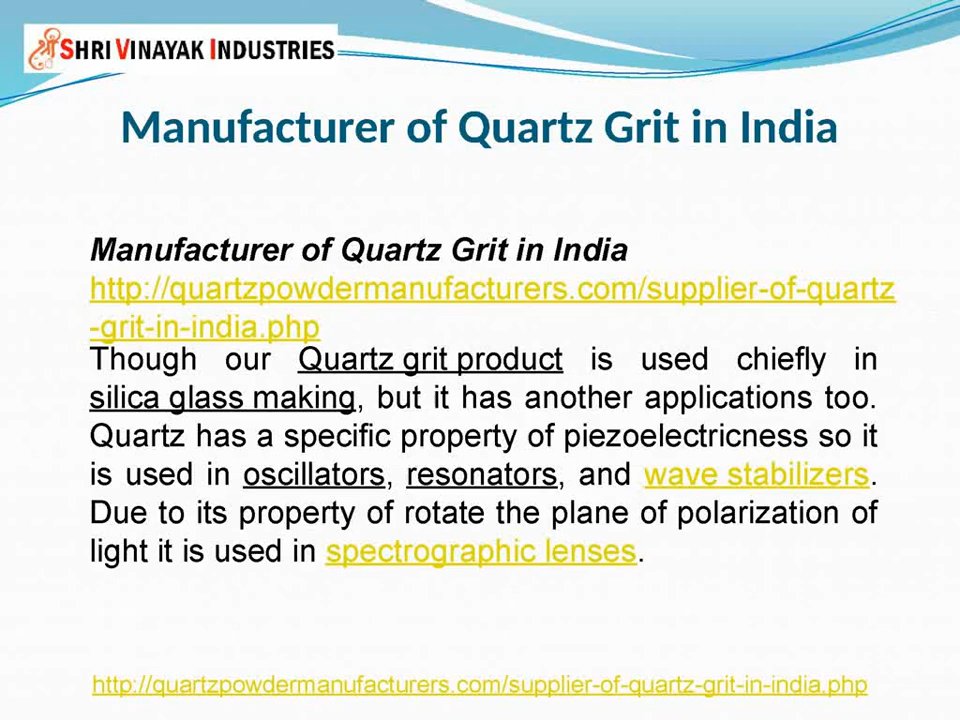 SHRI VINAYAK INDUSTRIES
Manufacturer of Quartz Grit in India
Manufacturer of Quartz Grit in India
http://quartzpowdermanufacturers.com/supplier-of-quartz
-grit-in-india.php
Though our Quartz grit product is used chiefly in
silica glass making, but it has another applications too.
Quartz has a specific property of piezoelectricness so it
is used in oscillators, resonators, and wave stabilizers.
Due to its property of rotate the plane of polarization of
light it is used in spectrographic lenses.
http://quartzpowdermanufacturers.com/supplier-of-quartz-grit-in-india.php